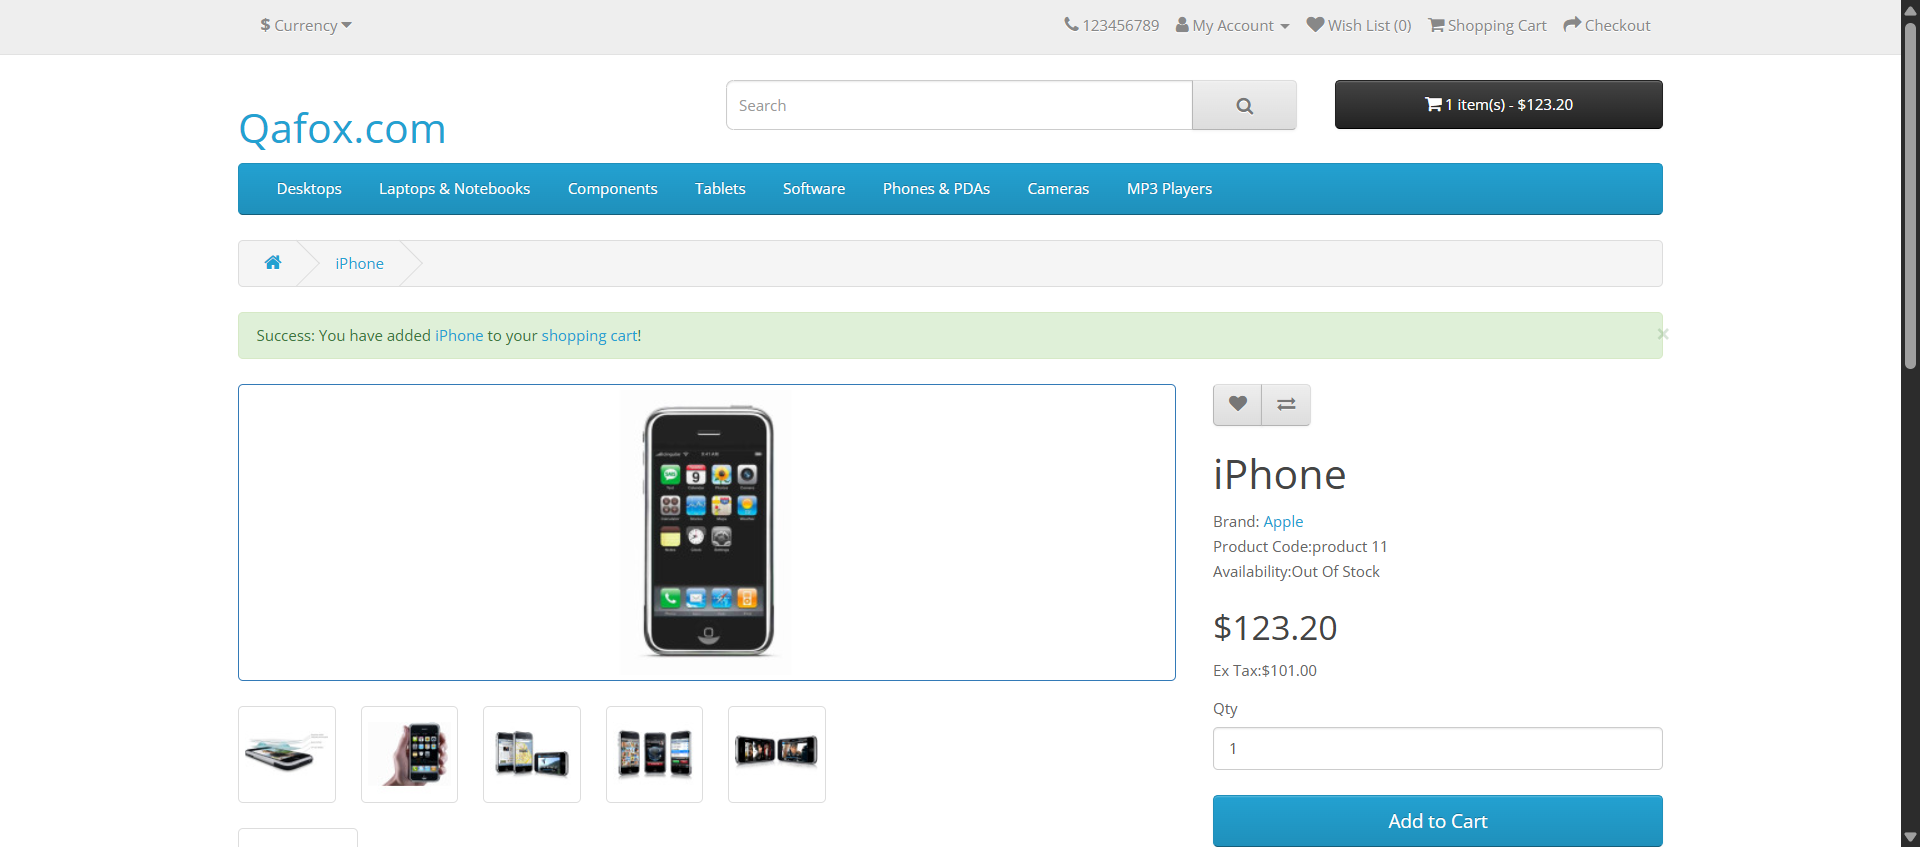 $ Currency
123456789 My Account Wish List (0) Shopping Cart Checkout
Search
1 item(s) - $123.20
Qafox.com
Desktops Laptops & Notebooks Components Tablets Software Phones & PDAs Cameras MP3 Players
iPhone
Success: You have added iPhone to your shopping cart!
×
iPhone
Brand: Apple
Product Code:product 11
Availability:Out Of Stock
$123.20
Ex Tax:$101.00
Qty
1
Add to Cart